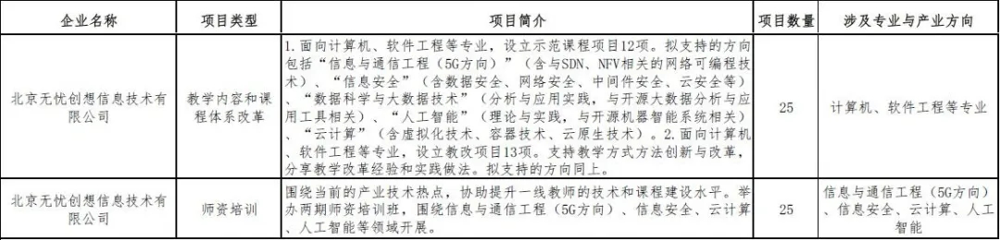 企业名称 项目类型 项目简介 项目数量 涉及专业与产业方向
北京无忧创想信息技术有
限公司
教学内容和课
程体系改革
1.面向计算机、软件工程等专业，设立示范课程项目12项。拟支持的方向
包括“信息与通信工程（5G方向）”（含与SDN、NFV相关的网络可编程技
术）、“信息安全”（含数据安全、网络安全、中间件安全、云安全等）
、“数据科学与大数据技术”（分析与应用实践，与开源大数据分析与应
用工具相关）、“人工智能”（理论与实践，与开源机器智能系统相关）
、“云计算”（含虚拟化技术、容器技术、云原生技术）。2.面向计算机
、软件工程等专业，设立教改项目13项。支持教学方式方法创新与改革，
分享教学改革经验和实践做法。拟支持的方向同上。
25
计算机、软件工程等专业
北京无忧创想信息技术有
限公司
师资培训
围绕当前的产业技术热点，协助提升一线教师的技术和课程建设水平。举
办两期师资培训班，围绕信息与通信工程（5G方向）、信息安全、云计算
、人工智能等领域开展。
25
信息与通信工程（5G方向）
、信息安全、云计算、人工
智能